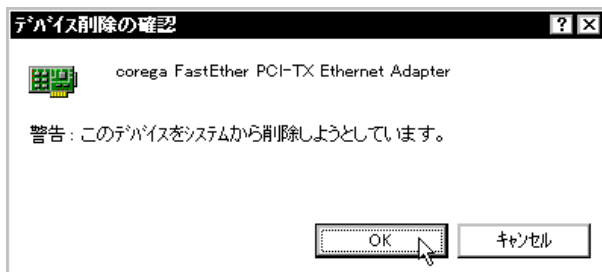 ﾃﾞﾊﾞｲｽ削除の確認
corega FastEther PCI-TX Ethernet Adapter
警告 : このﾃﾞﾊﾞｲｽをｼｽﾃﾑから削除しようとしています。
OK ｷｬﾝｾﾙ